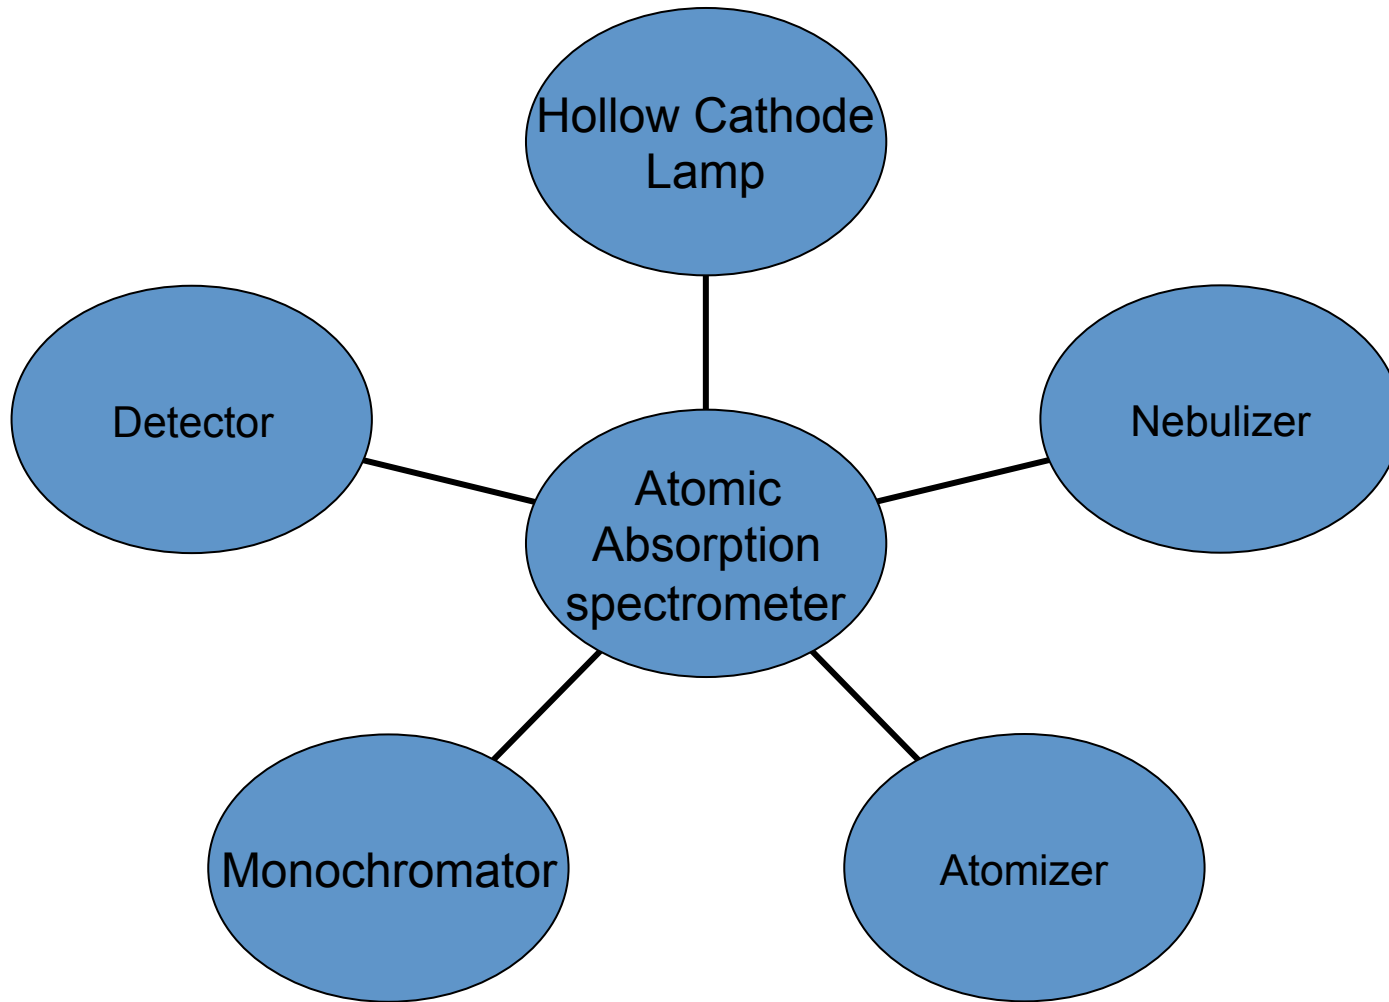 Hollow Cathode
Lamp
Detector
Nebulizer
Atomic
Absorption
spectrometer
Monochromator
Atomizer